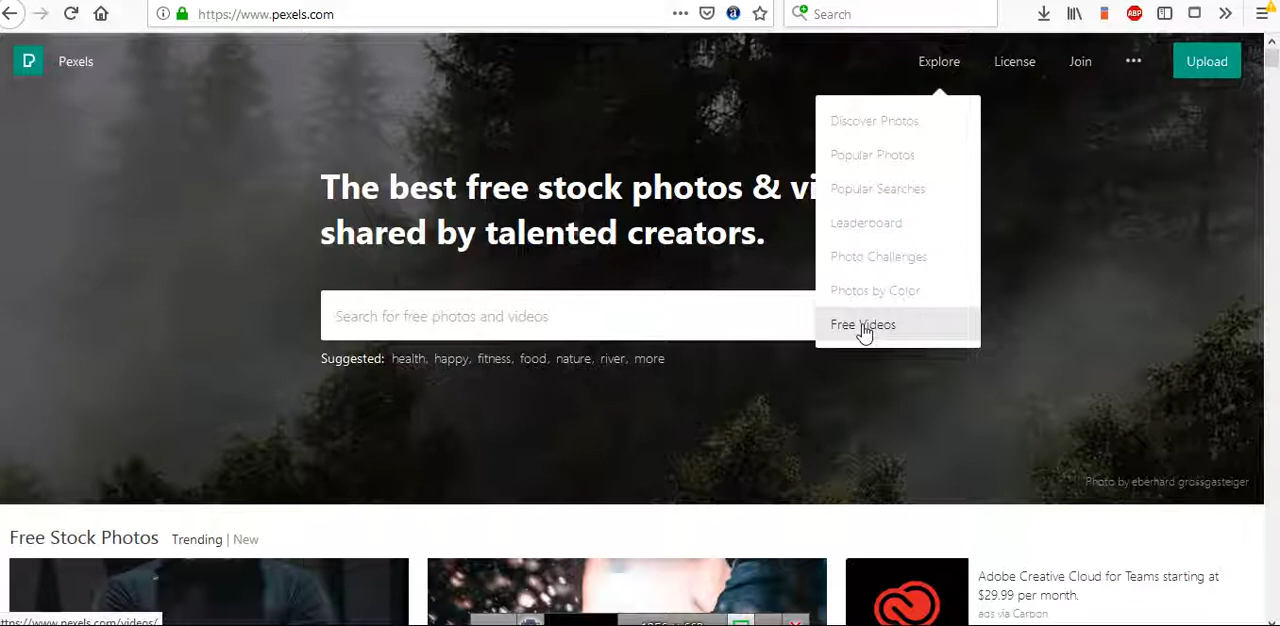 https://www.pexels.com
Search
ABP
Pexels
Explore
License
Join
Upload
Discover Photos
Popular Photos
Popular Searches
Leaderboard
Photo Challenges
Photos by Color
Free Videos
The best free stock photos & vi
shared by talented creators.
Search for free photos and videos
Suggested: health, happy, fitness, food, nature, river, more
Photo by eberhard grossgasteiger
Free Stock Photos Trending | New
Adobe Creative Cloud for Teams starting at
$29.99 per month.
ads via Carbon
ttps://www.pexels.com/videos/